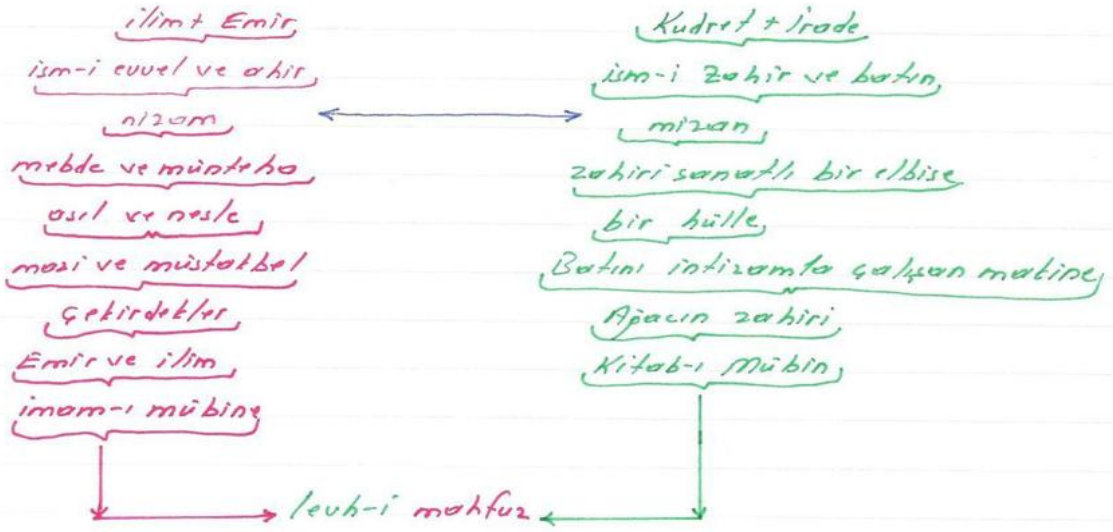 ilim + Emir
ism-i evvel ve ahir
nizam
mebde ve münteha
asıl ve nesle
mazi ve müstakbel
çekirdekler
Emir ve ilim
imam-ı mübine
Kudret + İrade
ism-i Zahir ve batın
mizan
zahiri sanatlı bir elbise
bir hülle
Batını intizamla çalışan makine
Ağacın zahiri
Kitab-ı Mübin
levh-i mahfuz